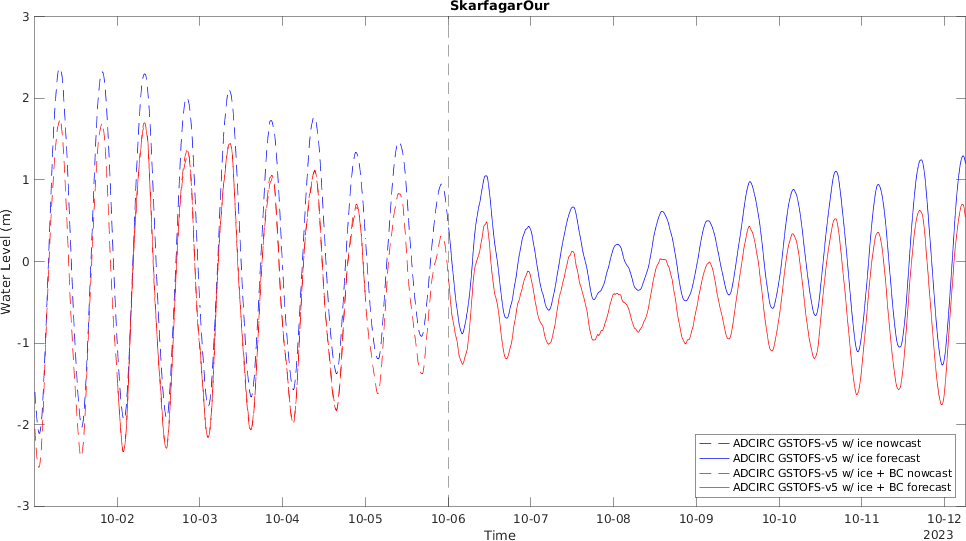 SkarfagarOur
Water Level (m)
3
2
1
0
-1
-2
-3
10-02 10-03 10-04 10-05 10-06 10-07 10-08 10-09 10-10 10-11 10-12
2023
Time
ADCIRC GSTOFS-v5 w/ ice nowcast
ADCIRC GSTOFS-v5 w/ ice forecast
ADCIRC GSTOFS-v5 w/ ice + BC nowcast
ADCIRC GSTOFS-v5 w/ ice + BC forecast